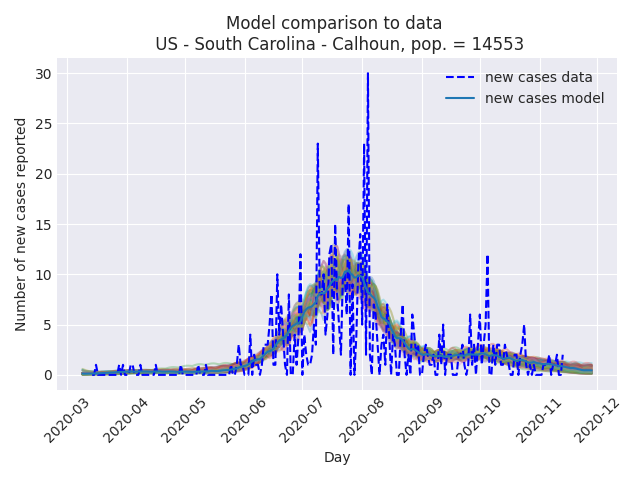 Model comparison to data
US - South Carolina - Calhoun, pop. = 14553
new cases data
new cases model
Number of new cases reported
30
25
20
15
10
5
0
2020-03
2020-04
2020-05
2020-06
2020-07
2020-08
2020-09
2020-10
2020-11
2020-12
Day